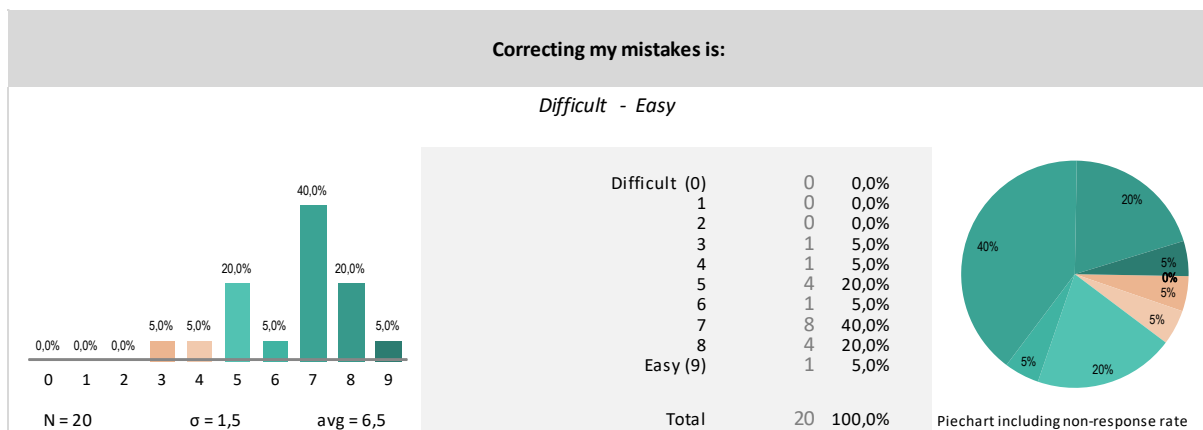 Correcting my mistakes is:
Difficult - Easy
0,0% 0,0% 0,0% 5,0% 5,0% 20,0% 5,0% 40,0% 20,0% 5,0%
0 1 2 3 4 5 6 7 8 9
N = 20 σ = 1,5 avg = 6,5
Difficult (0) 0 0,0%
1 0 0,0%
2 0 0,0%
3 1 5,0%
4 1 5,0%
5 4 20,0%
6 1 5,0%
7 8 40,0%
8 4 20,0%
Easy (9) 1 5,0%
Total 20 100,0%
20%
5%
0%
5%
5%
20%
5%
40%
Piechart including non-response rate